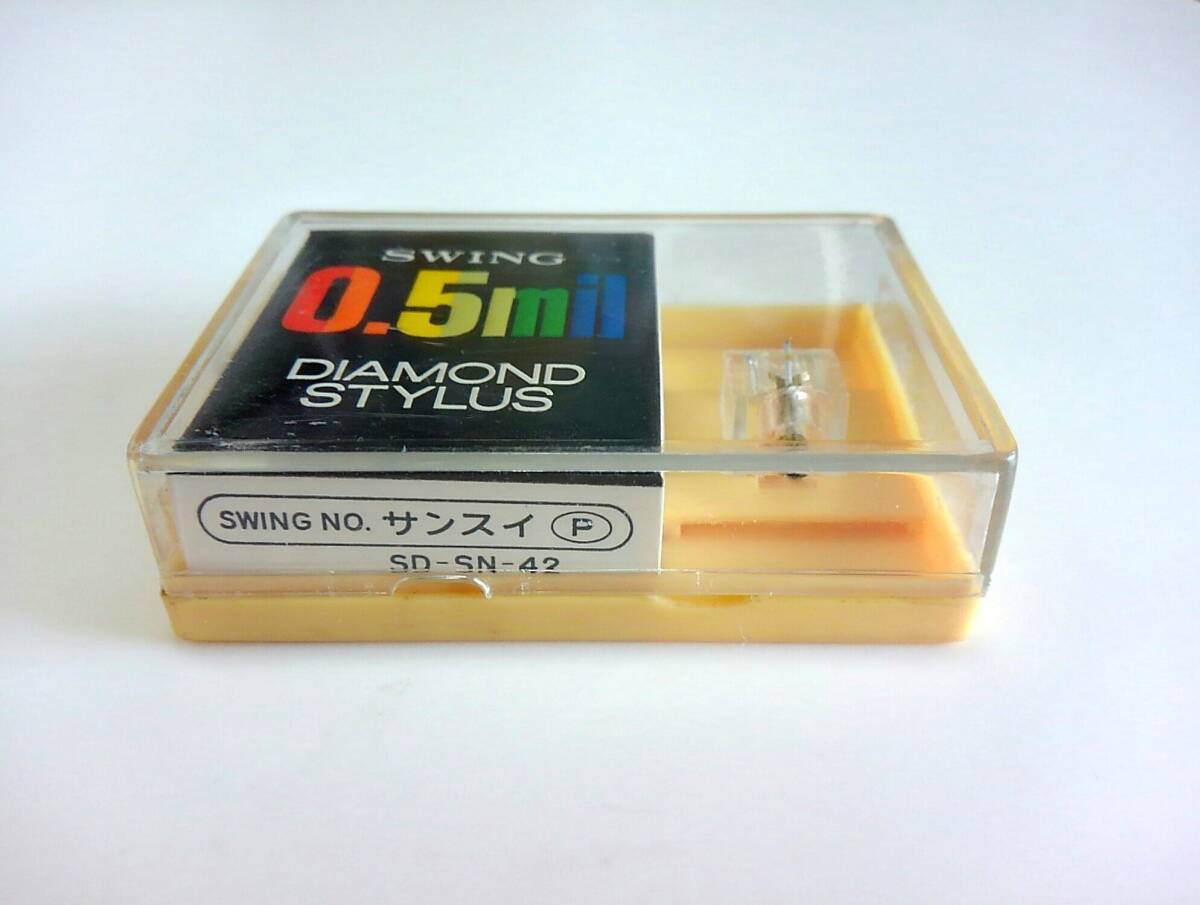 SWING
0.5mil
DIAMOND
STYLUS
SWING NO. サンスイ Ⓟ
SD-SN-42